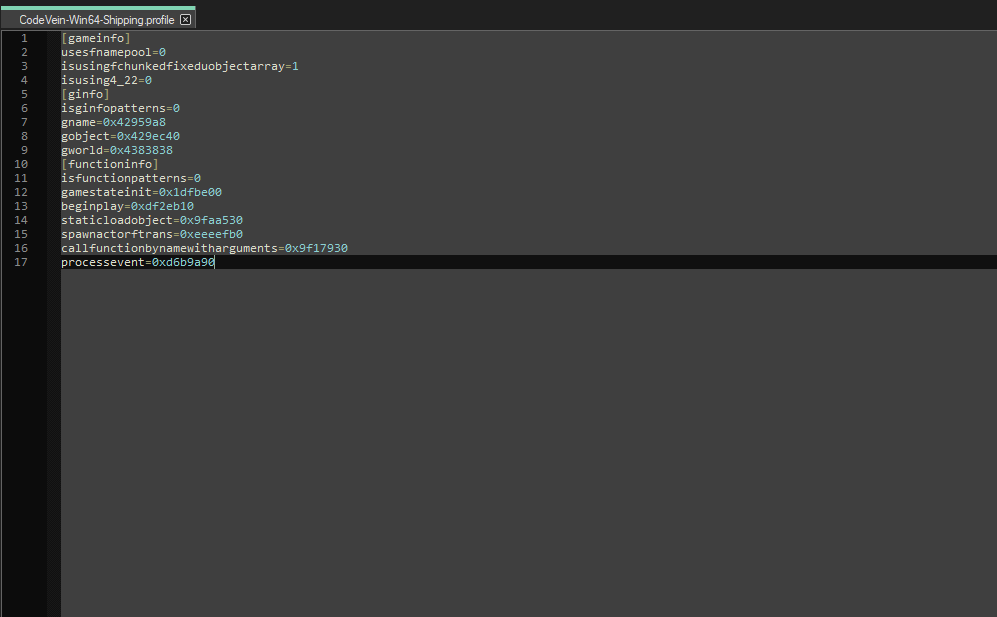 CodeVein-Win64-Shipping.profile
1 [gameinfo]
2 usesfnamepool=0
3 isusingfchunkedfixeduobjectarray=1
4 isusing4_22=0
5 [ginfo]
6 isginfopatterns=0
7 gname=0x42959a8
8 gobject=0x429ec40
9 gworld=0x4383838
10 [functioninfo]
11 isfunctionpatterns=0
12 gamestateinit=0x1dfbe00
13 beginplay=0xdf2eb10
14 staticloadobject=0x9faa530
15 spawnactorftrans=0xeeeefb0
16 callfunctionbynamewitharguments=0x9f17930
17 processevent=0xd6b9a90